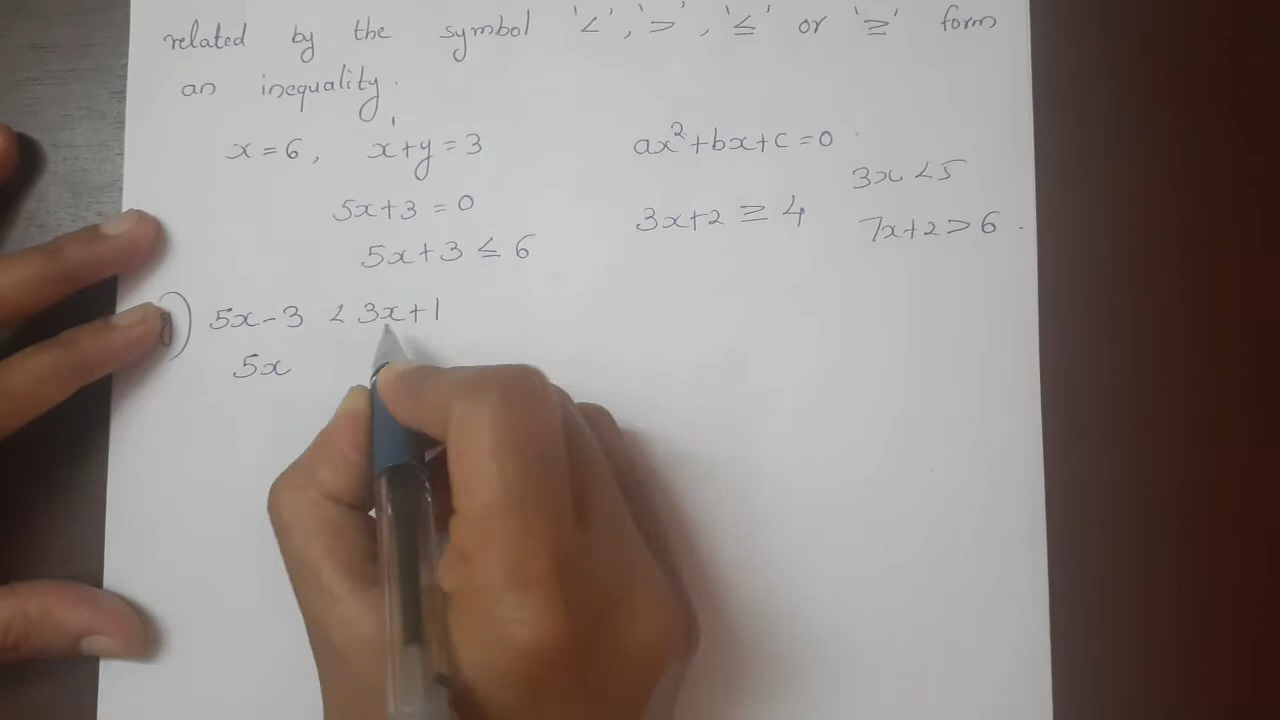 related by the symbol '<', '>', '≤' or '≥' form
an inequality.
x = 6, x+y = 3
ax²+bx+c = 0
5x+3 = 0
3x < 5
3x+2 ≥ 4
7x+2 > 6.
5x+3 ≤ 6
5x-3 < 3x+1
5x